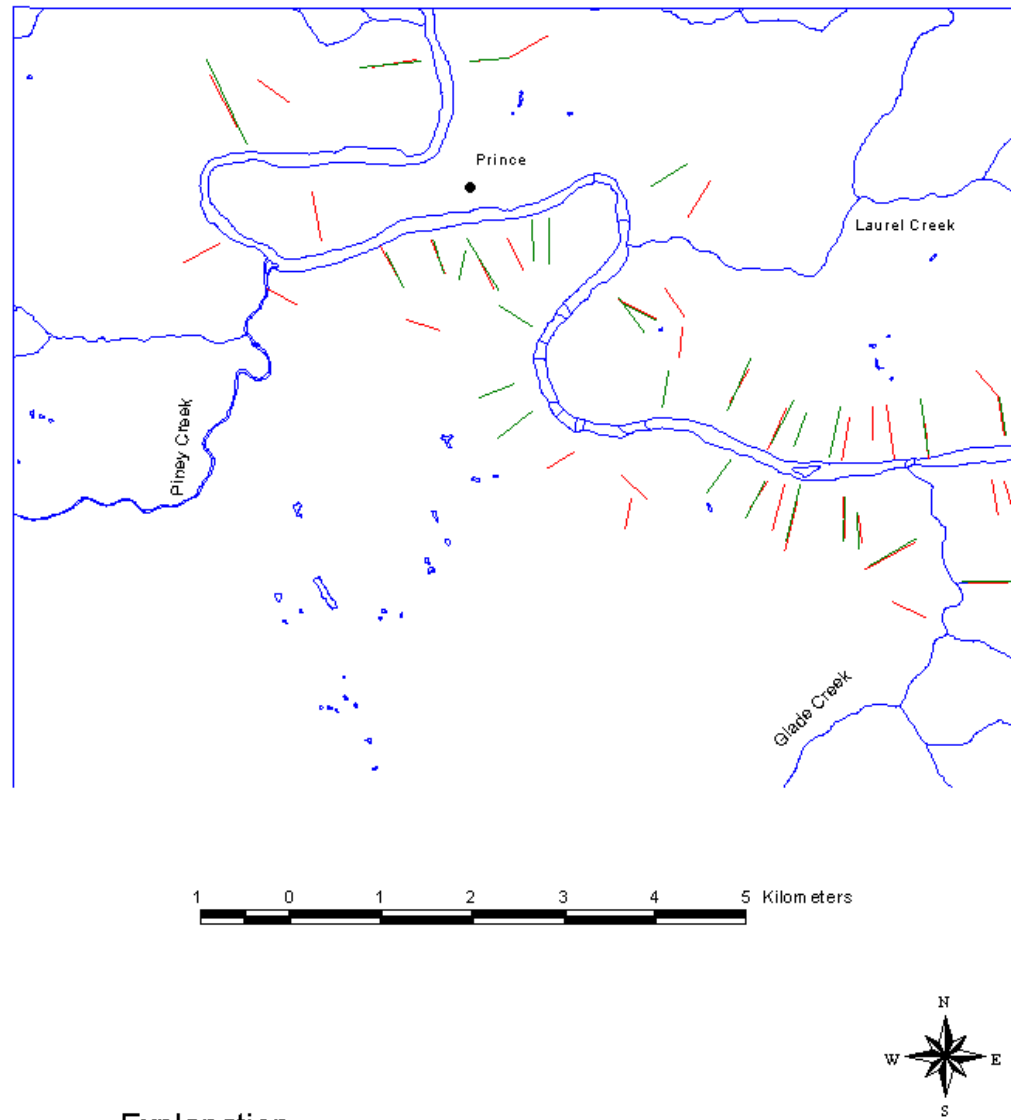 Prince
Laurel Creek
Piney Creek
Glade Creek
1 0 1 2 3 4 5 Kilometers
N
W E
S
Explanation